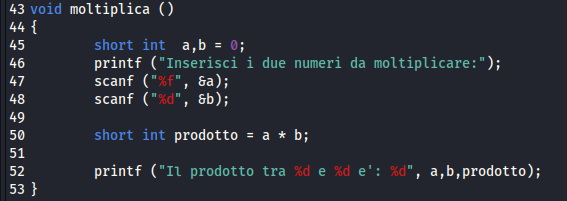 43 void moltiplica ()
44 {
45         short int  a,b = 0;
46         printf ("Inserisci i due numeri da moltiplicare:");
47         scanf ("%f", &a);
48         scanf ("%d", &b);
49
50         short int prodotto = a * b;
51
52         printf ("Il prodotto tra %d e %d e': %d", a,b,prodotto);
53 }